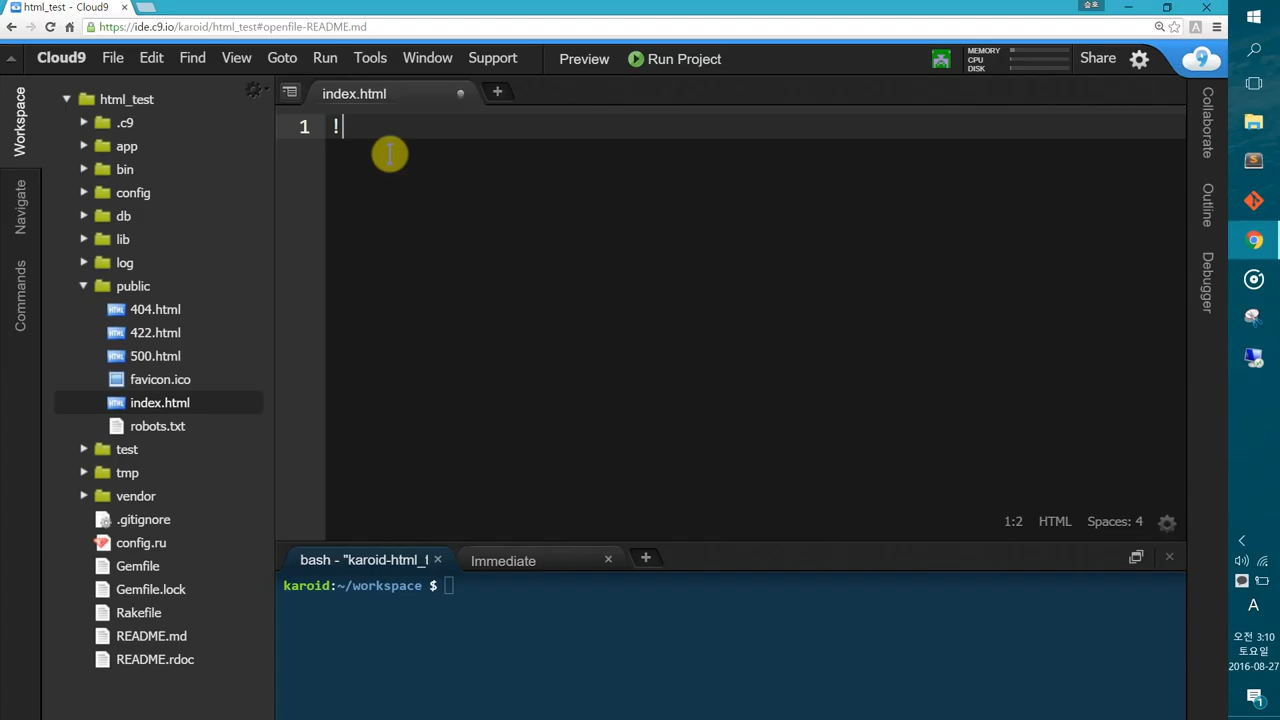 html_test - Cloud9
승호
https://ide.c9.io/karoid/html_test#openfile-README.md
Cloud9 File Edit Find View Goto Run Tools Window Support Preview Run Project
MEMORY
CPU
DISK
Share
9
Workspace
Navigate
Commands
html_test
.c9
app
bin
config
db
lib
log
public
404.html
422.html
500.html
favicon.ico
index.html
robots.txt
test
tmp
vendor
.gitignore
config.ru
Gemfile
Gemfile.lock
Rakefile
README.md
README.rdoc
index.html
1 !
1:2 HTML Spaces: 4
bash - "karoid-html_t
Immediate
karoid:~/workspace $
Collaborate
Outline
Debugger
A
오전 3:10
토요일
2016-08-27
1